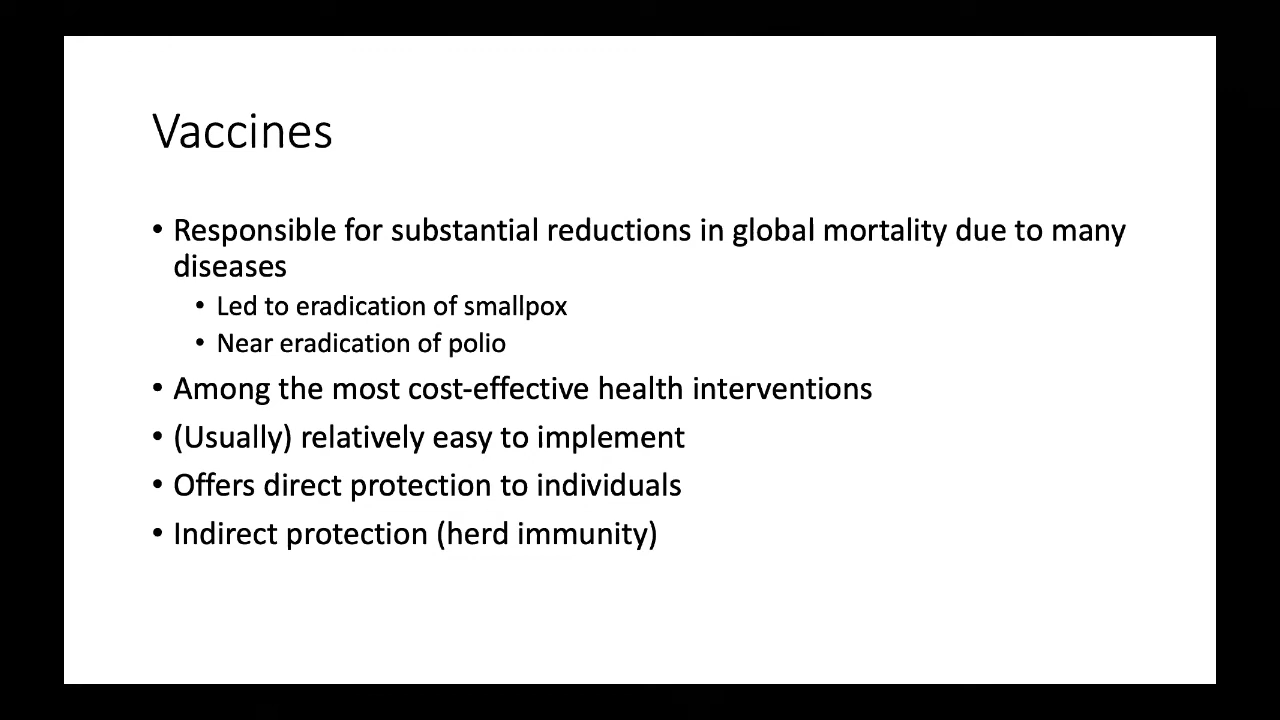 Vaccines
• Responsible for substantial reductions in global mortality due to many
diseases
• Led to eradication of smallpox
• Near eradication of polio
• Among the most cost-effective health interventions
• (Usually) relatively easy to implement
• Offers direct protection to individuals
• Indirect protection (herd immunity)